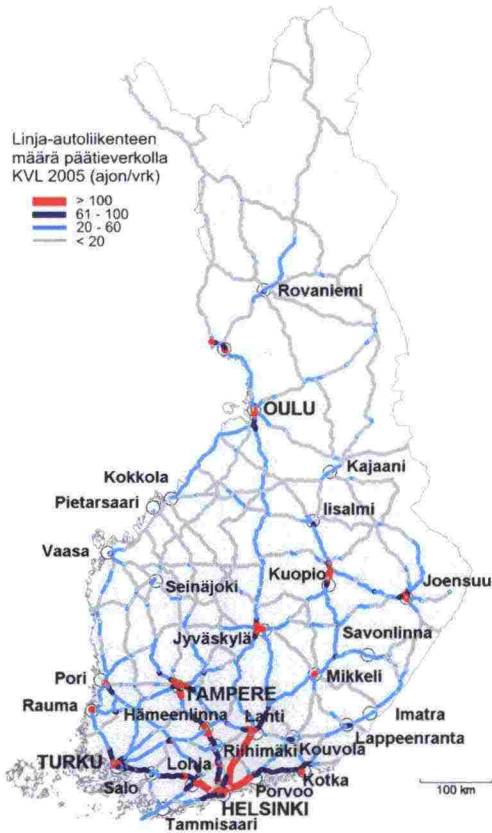 Linja-autoliikenteen
määrä päätieverkolla
KVL 2005 (ajon/vrk)
> 100
61 - 100
20 - 60
< 20
Rovaniemi
OULU
Kajaani
Kokkola
Pietarsaari
Iisalmi
Vaasa
Seinäjoki
Kuopio
Joensuu
Jyväskylä
Savonlinna
Pori
TAMPERE
Mikkeli
Rauma
Hämeenlinna
Lahti
Imatra
Lappeenranta
TURKU
Lohja
Riihimäki
Kouvola
Salo
Porvoo
Kotka
HELSINKI
Tammisaari
100 km